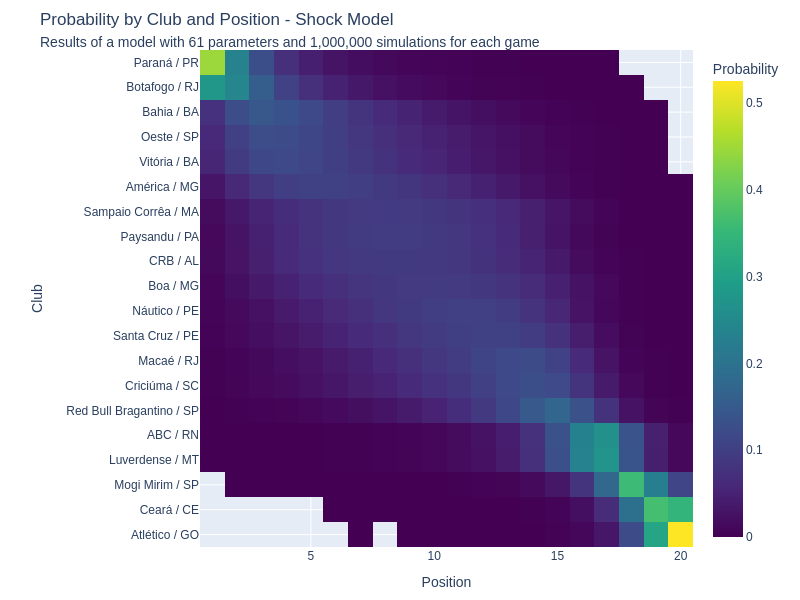 Probability by Club and Position - Shock Model
Results of a model with 61 parameters and 1,000,000 simulations for each game
Probability
Paraná / PR
Botafogo / RJ
Bahia / BA
Oeste / SP
Vitória / BA
América / MG
Sampaio Corrêa / MA
Paysandu / PA
CRB / AL
Boa / MG
Náutico / PE
Santa Cruz / PE
Macaé / RJ
Criciúma / SC
Red Bull Bragantino / SP
ABC / RN
Luverdense / MT
Mogi Mirim / SP
Ceará / CE
Atlético / GO
Club
5
10
15
20
Position
0.5
0.4
0.3
0.2
0.1
0